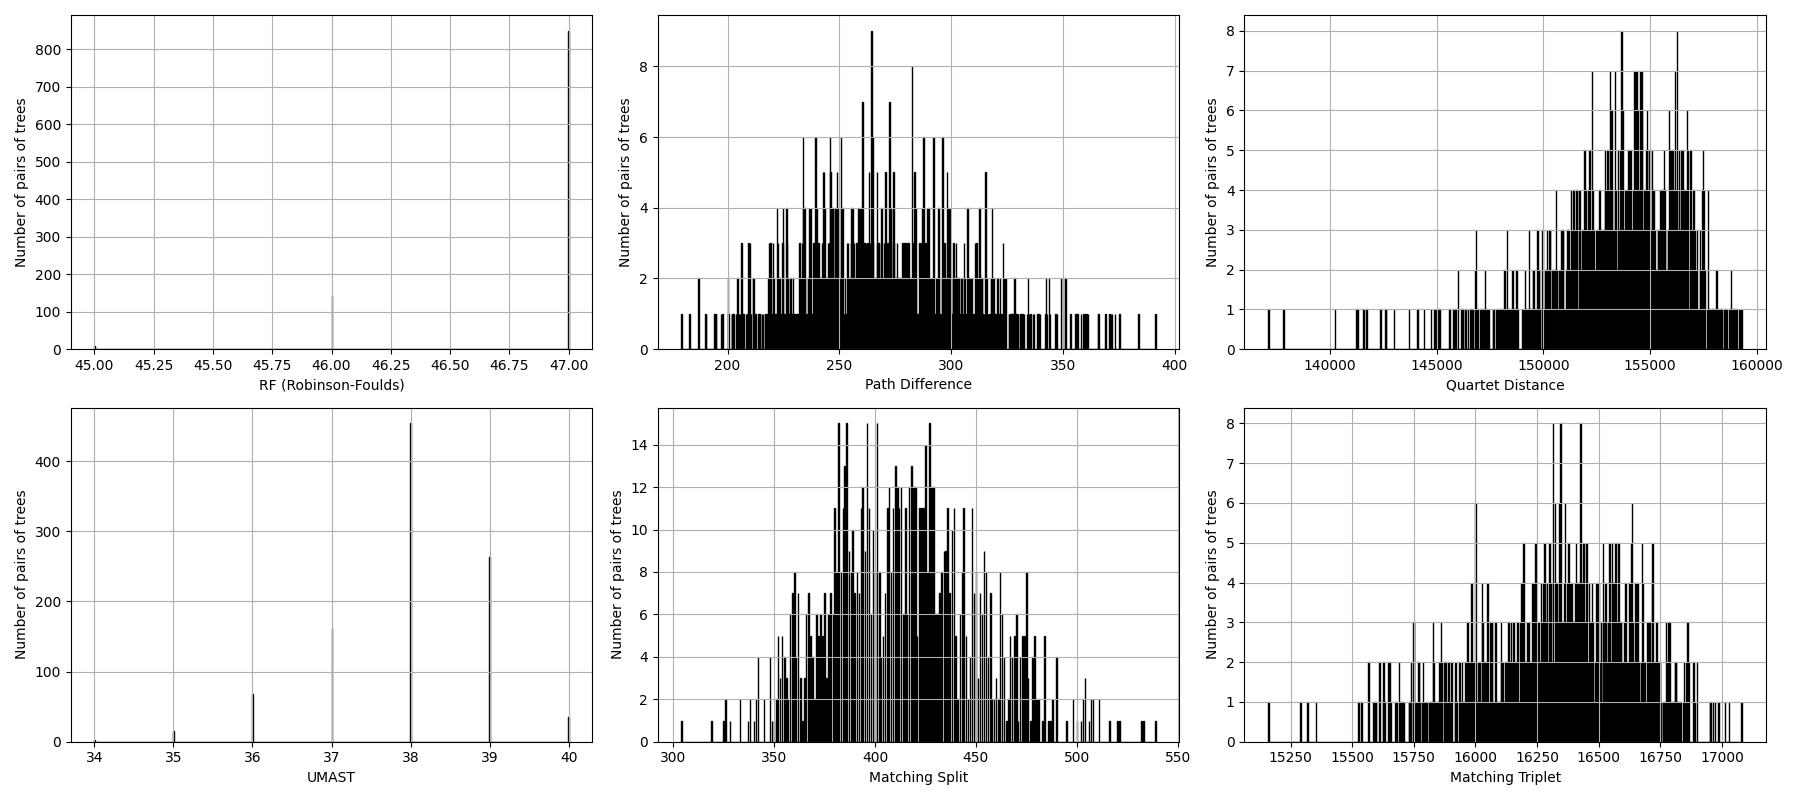 Number of pairs of trees
800
700
600
500
400
300
200
100
0
45.00 45.25 45.50 45.75 46.00 46.25 46.50 46.75 47.00
RF (Robinson-Foulds)
Number of pairs of trees
8
6
4
2
0
200 250 300 350 400
Path Difference
Number of pairs of trees
8
7
6
5
4
3
2
1
0
140000 145000 150000 155000 160000
Quartet Distance
Number of pairs of trees
400
300
200
100
0
34 35 36 37 38 39 40
UMAST
Number of pairs of trees
14
12
10
8
6
4
2
0
300 350 400 450 500 550
Matching Split
Number of pairs of trees
8
7
6
5
4
3
2
1
0
15250 15500 15750 16000 16250 16500 16750 17000
Matching Triplet